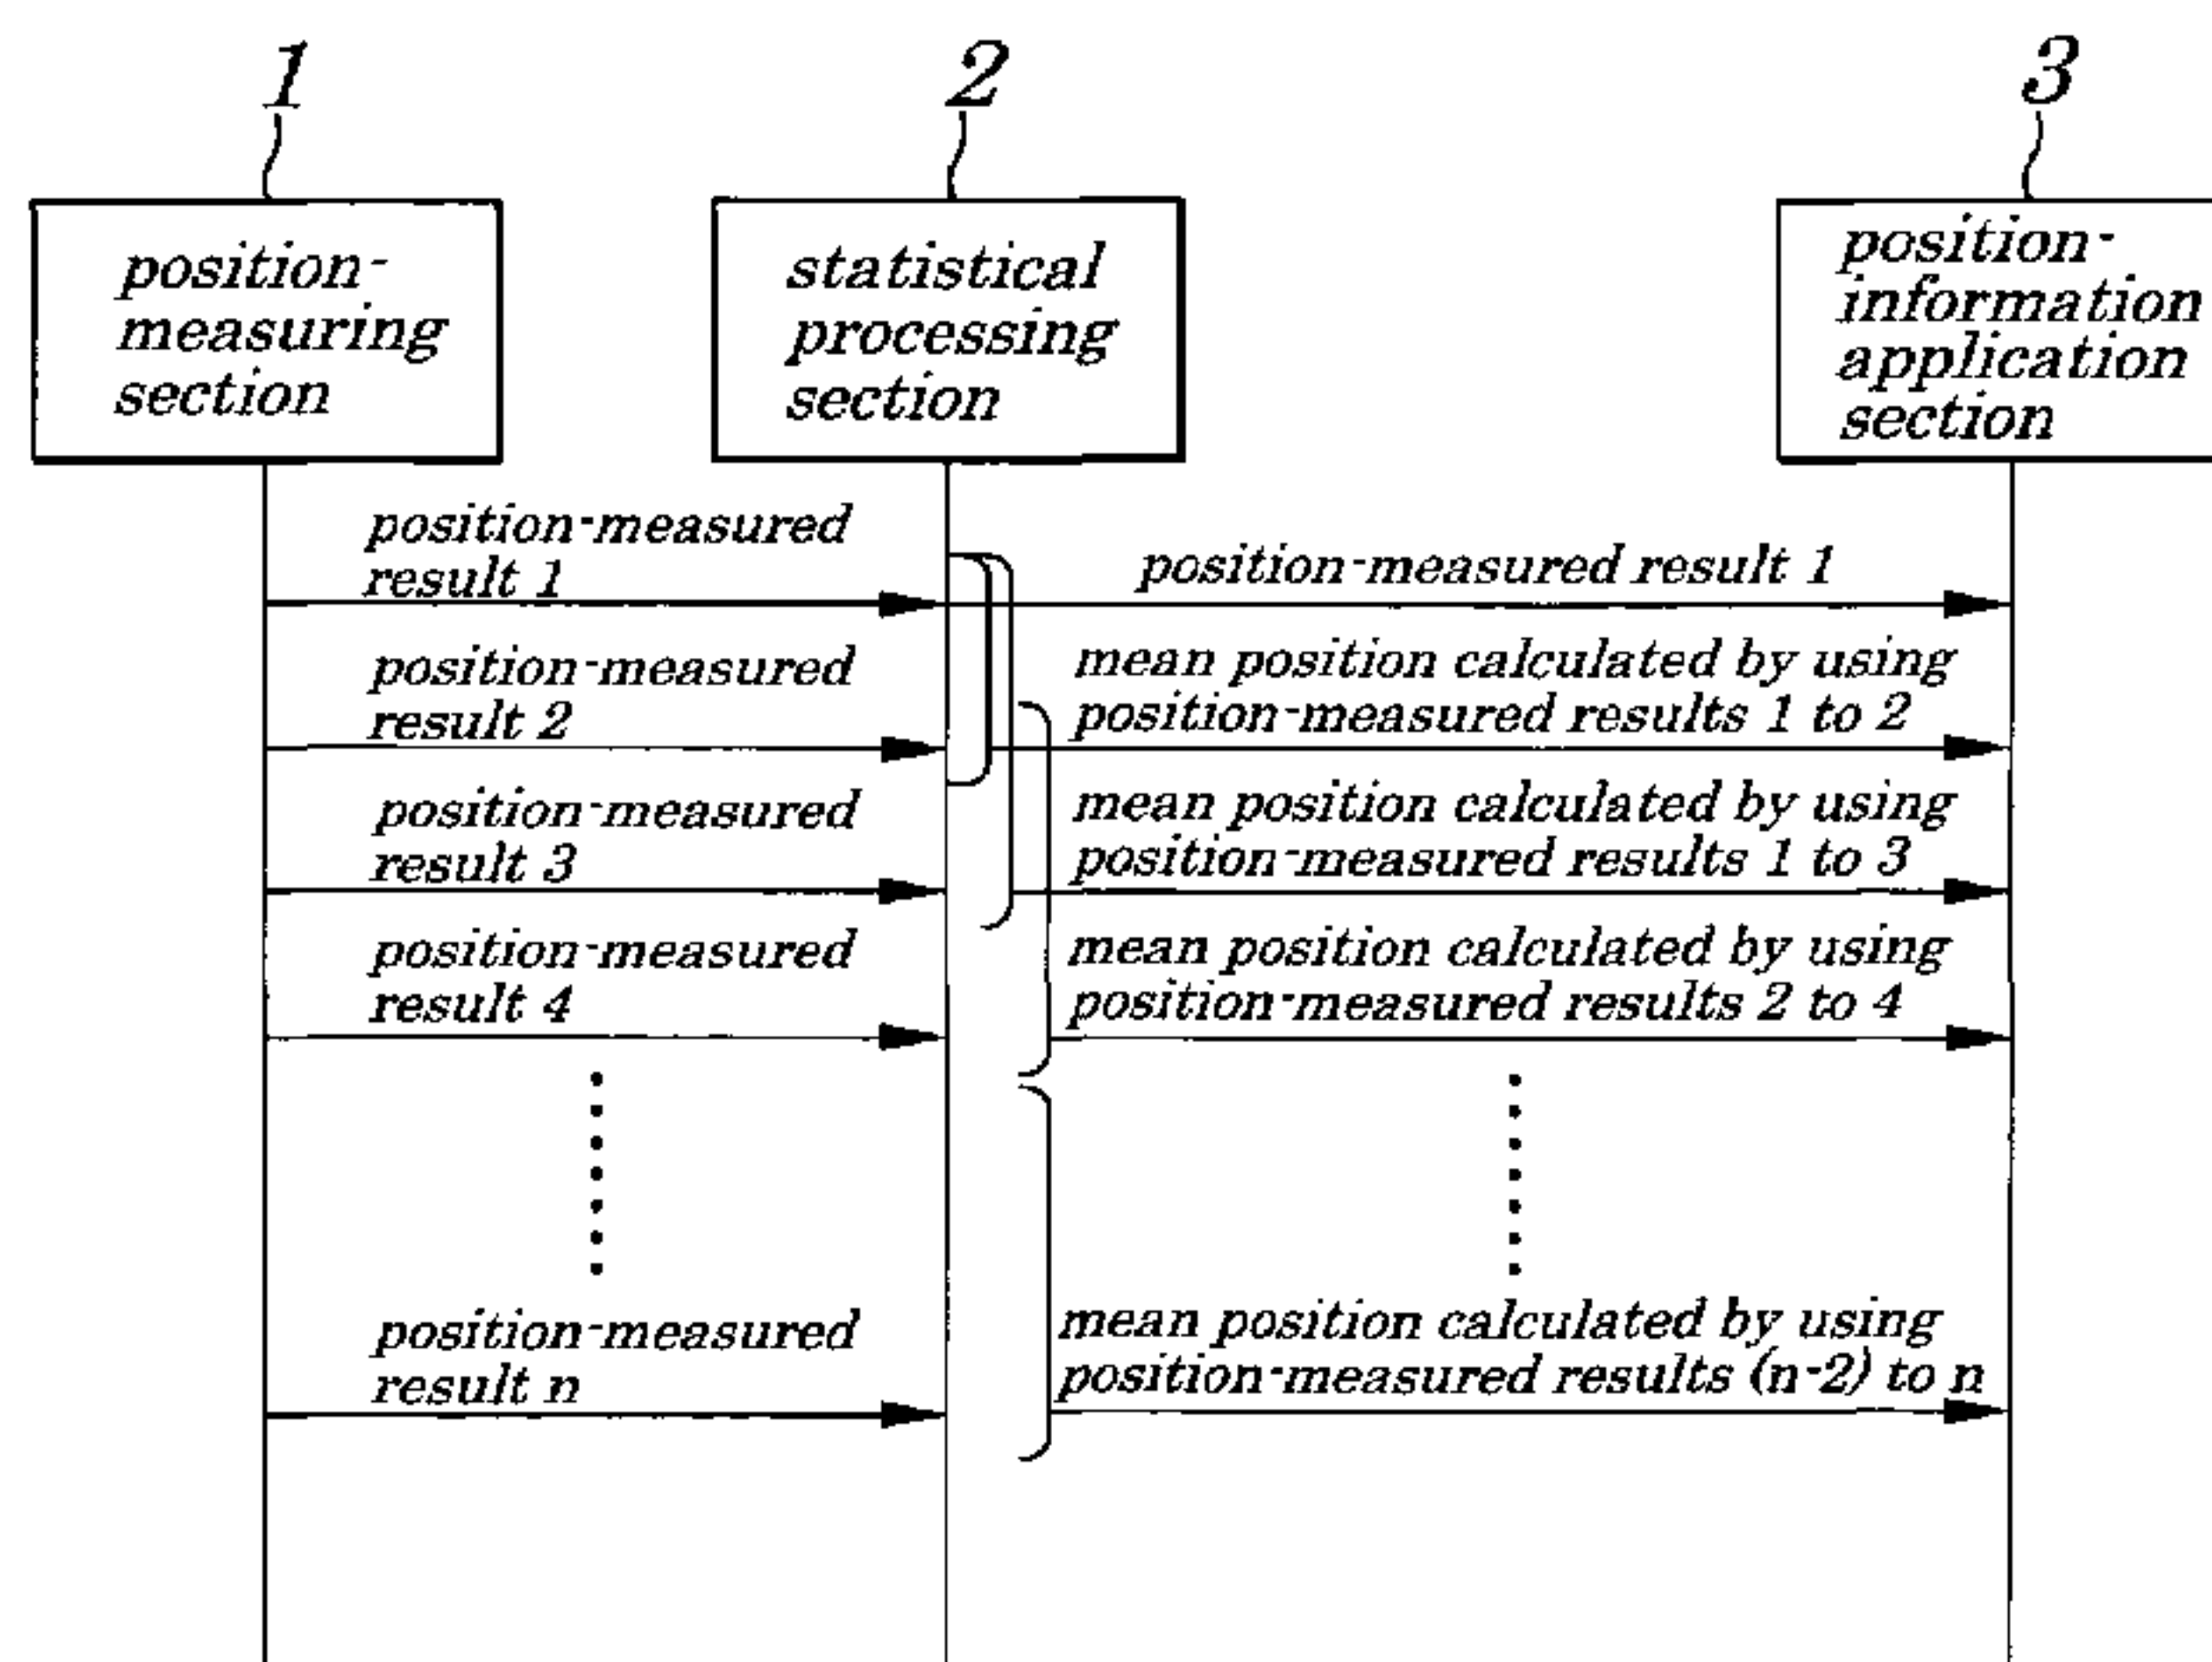 1
2
3
position-
measuring
section
statistical
processing
section
position-
information
application
section
position-measured
result 1
position-measured result 1
position-measured
result 2
mean position calculated by using
position-measured results 1 to 2
position-measured
result 3
mean position calculated by using
position-measured results 1 to 3
position-measured
result 4
mean position calculated by using
position-measured results 2 to 4
position-measured
result n
mean position calculated by using
position-measured results (n-2) to n